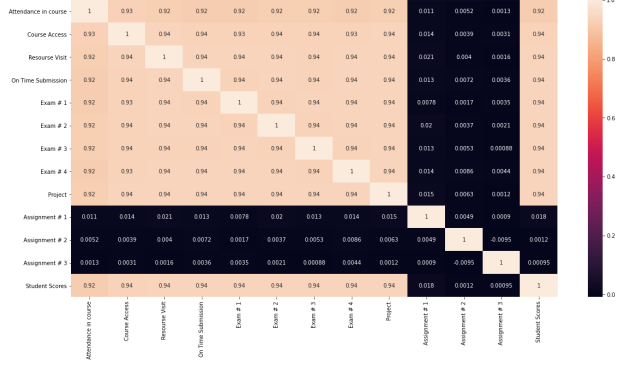 Attendance in course 1 0.93 0.92 0.92 0.92 0.92 0.92 0.92 0.92 0.011 0.0052 0.0013 0.92
Course Access 0.93 1 0.94 0.94 0.93 0.94 0.94 0.93 0.94 0.014 0.0039 0.0031 0.94
Resourse Visit 0.92 0.94 1 0.94 0.94 0.94 0.94 0.94 0.94 0.021 0.004 0.0016 0.94
On Time Submission 0.92 0.94 0.94 1 0.94 0.94 0.94 0.94 0.94 0.013 0.0072 0.0036 0.94
Exam # 1 0.92 0.93 0.94 0.94 1 0.94 0.94 0.94 0.94 0.0078 0.0017 0.0035 0.94
Exam # 2 0.92 0.94 0.94 0.94 0.94 1 0.94 0.94 0.94 0.02 0.0037 0.0021 0.94
Exam # 3 0.92 0.94 0.94 0.94 0.94 0.94 1 0.94 0.94 0.013 0.0053 0.00088 0.94
Exam # 4 0.92 0.93 0.94 0.94 0.94 0.94 0.94 1 0.94 0.014 0.0086 0.0044 0.94
Project 0.92 0.94 0.94 0.94 0.94 0.94 0.94 0.94 1 0.015 0.0063 0.0012 0.94
Assignment # 1 0.011 0.014 0.021 0.013 0.0078 0.02 0.013 0.014 0.015 1 0.0049 0.0009 0.018
Assignment # 2 0.0052 0.0039 0.004 0.0072 0.0017 0.0037 0.0053 0.0086 0.0063 0.0049 1 -0.0095 0.0012
Assignment # 3 0.0013 0.0031 0.0016 0.0036 0.0035 0.0021 0.00088 0.0044 0.0012 0.0009 -0.0095 1 0.00095
Student Scores 0.92 0.94 0.94 0.94 0.94 0.94 0.94 0.94 0.94 0.018 0.0012 0.00095 1
Attendance in course
Course Access
Resourse Visit
On Time Submission
Exam # 1
Exam # 2
Exam # 3
Exam # 4
Project
Assignment # 1
Assignment # 2
Assignment # 3
Student Scores
1.0
0.8
0.6
0.4
0.2
0.0